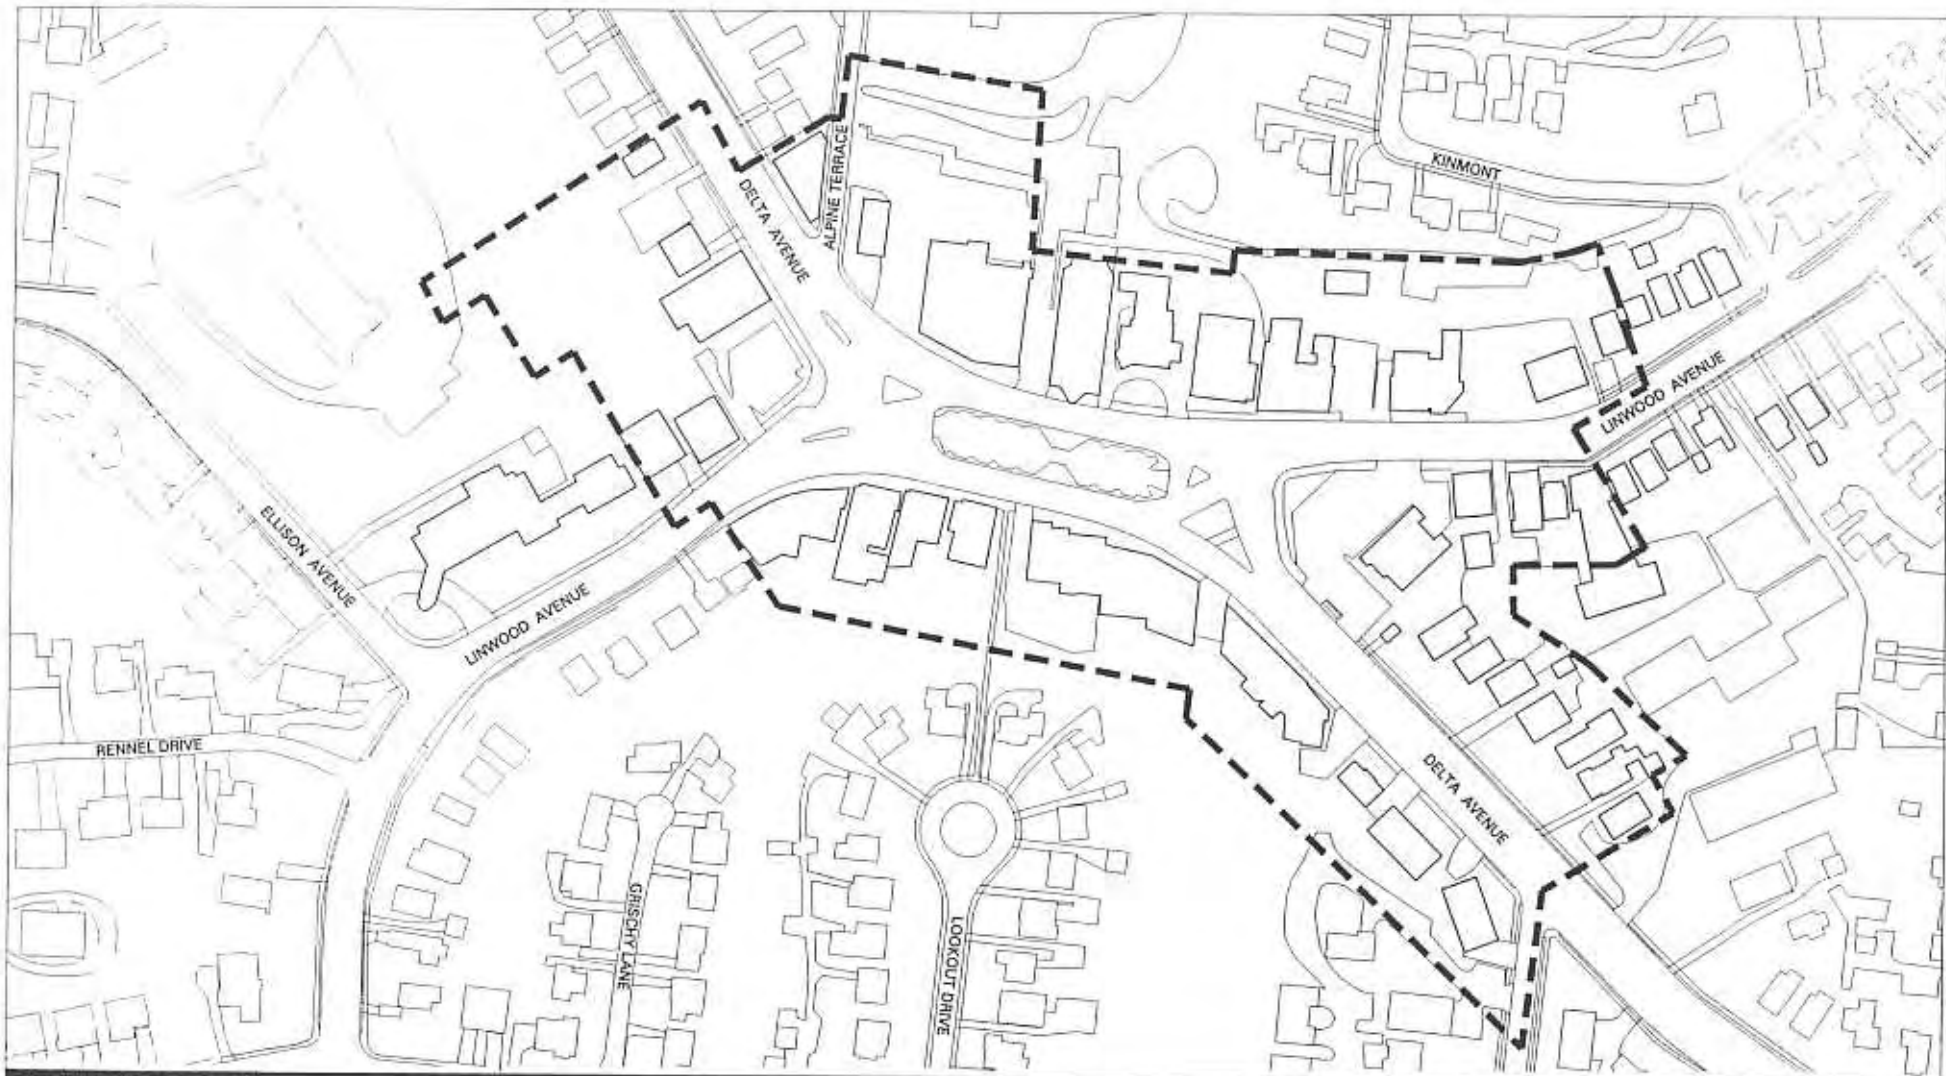 KINMONT
ALPINE TERRACE
DELTA AVENUE
LINWOOD AVENUE
ELLISON AVENUE
LINWOOD AVENUE
RENNEL DRIVE
DELTA AVENUE
GRISCHY LANE
LOOKOUT DRIVE